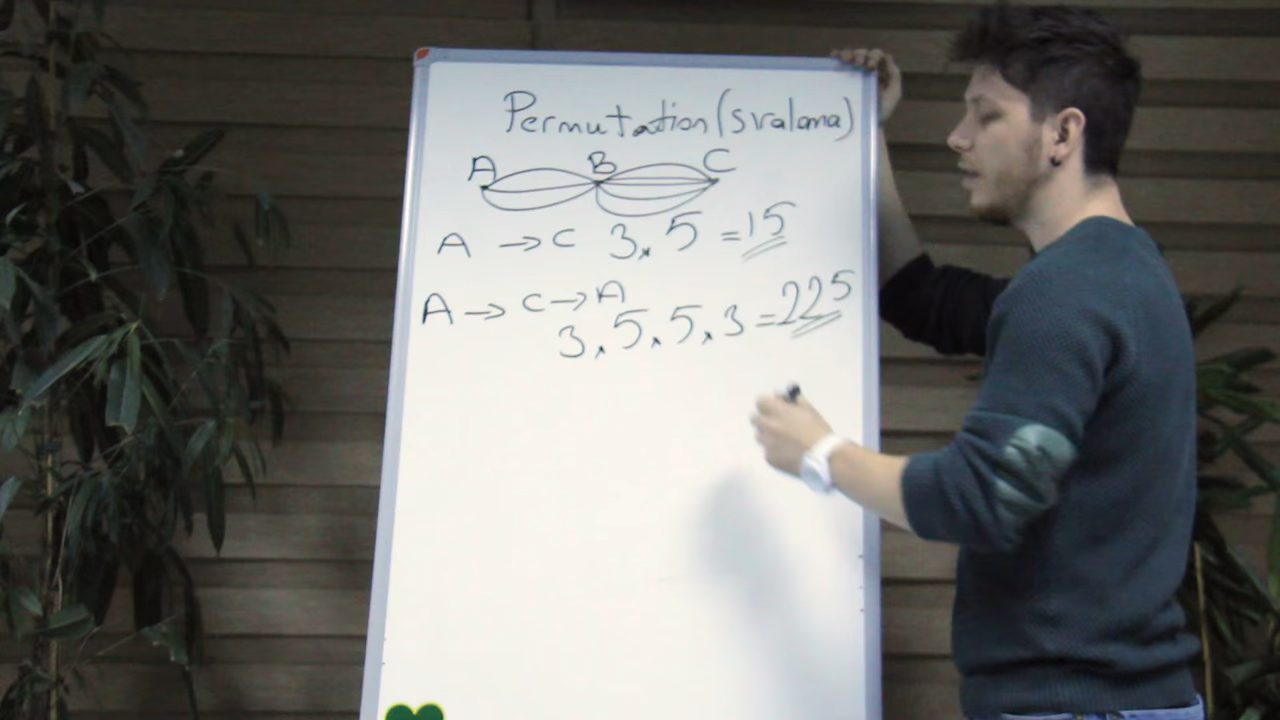 Permutation (Sıralama)
A B C
A → C 3.5 = 15
A → C → A
3.5.5.3 = 225